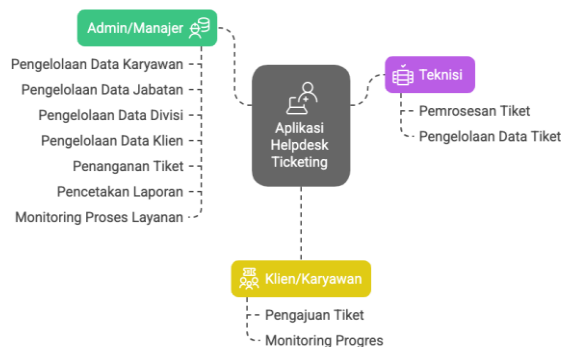 Admin/Manajer
Pengelolaan Data Karyawan
Pengelolaan Data Jabatan
Pengelolaan Data Divisi
Pengelolaan Data Klien
Penanganan Tiket
Pencetakan Laporan
Monitoring Proses Layanan
Aplikasi
Helpdesk
Ticketing
Teknisi
Pemrosesan Tiket
Pengelolaan Data Tiket
Klien/Karyawan
Pengajuan Tiket
Monitoring Progres